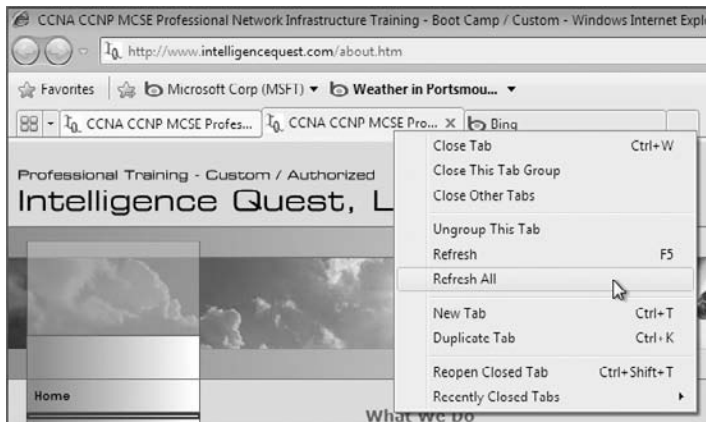 CCNA CCNP MCSE Professional Network Infrastructure Training - Boot Camp / Custom - Windows Internet Expl
http://www.intelligencequest.com/about.htm
Favorites Microsoft Corp (MSFT) Weather in Portsmou...
CCNA CCNP MCSE Profes... CCNA CCNP MCSE Pro... Bing
Close Tab Ctrl+W
Close This Tab Group
Close Other Tabs
Ungroup This Tab
Refresh F5
Refresh All
New Tab Ctrl+T
Duplicate Tab Ctrl+K
Reopen Closed Tab Ctrl+Shift+T
Recently Closed Tabs
Professional Training - Custom / Authorized
Intelligence Quest, L
Home
What We Do